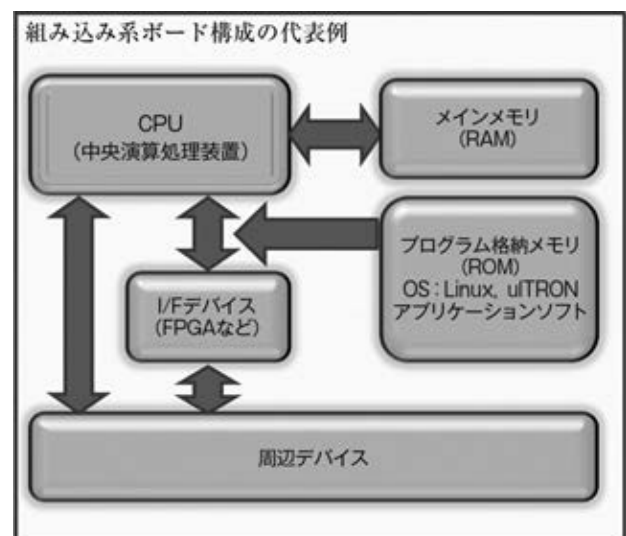 組み込み系ボード構成の代表例
CPU
(中央演算処理装置)
メインメモリ
(RAM)
プログラム格納メモリ
(ROM)
OS:Linux, uITRON
アプリケーションソフト
I/Fデバイス
(FPGAなど)
周辺デバイス